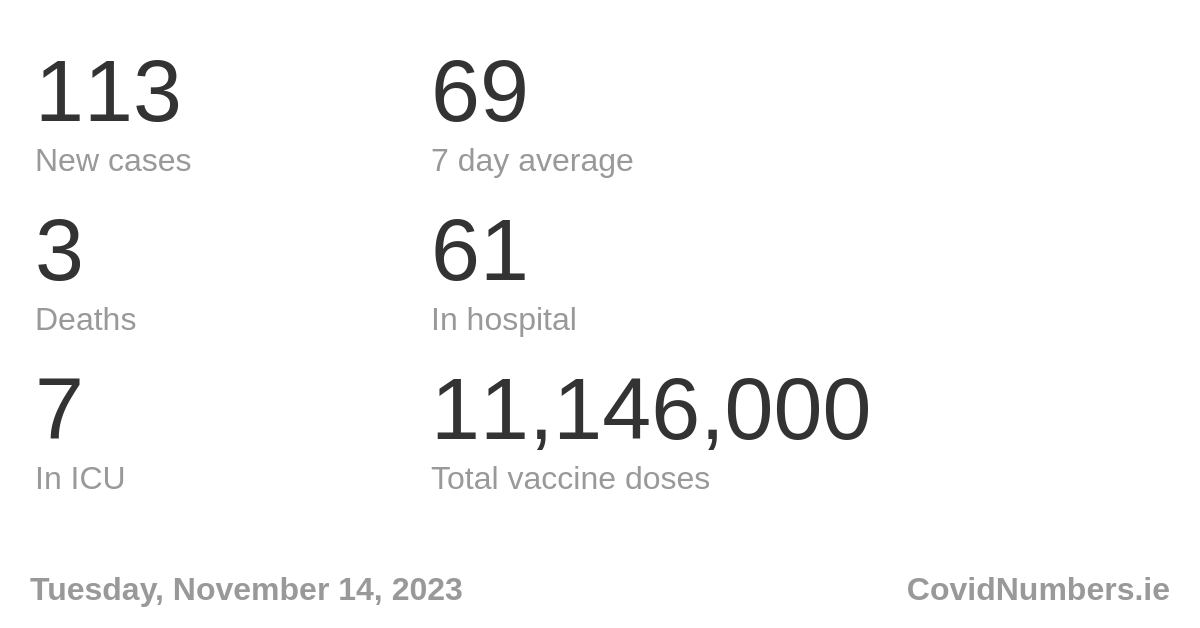 113 69
New cases 7 day average
3 61
Deaths In hospital
7 11,146,000
In ICU Total vaccine doses
Tuesday, November 14, 2023 CovidNumbers.ie